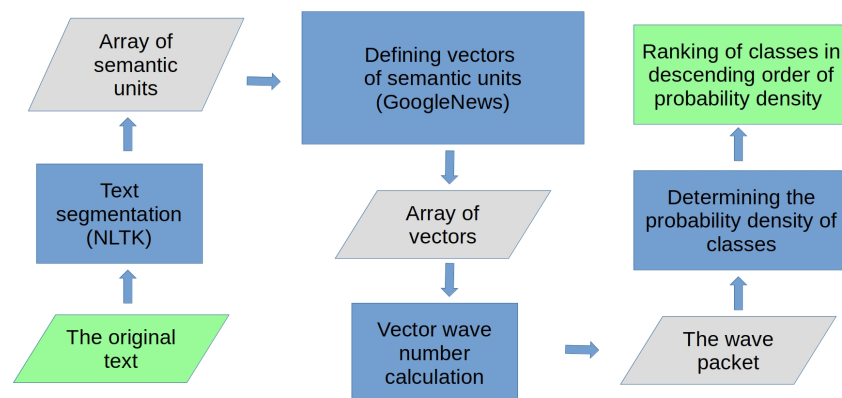 Array of
semantic
units
Defining vectors
of semantic units
(GoogleNews)
Ranking of classes in
descending order of
probability density
Text
segmentation
(NLTK)
Array of
vectors
Determining the
probability density of
classes
The original
text
Vector wave
number
calculation
The wave
packet